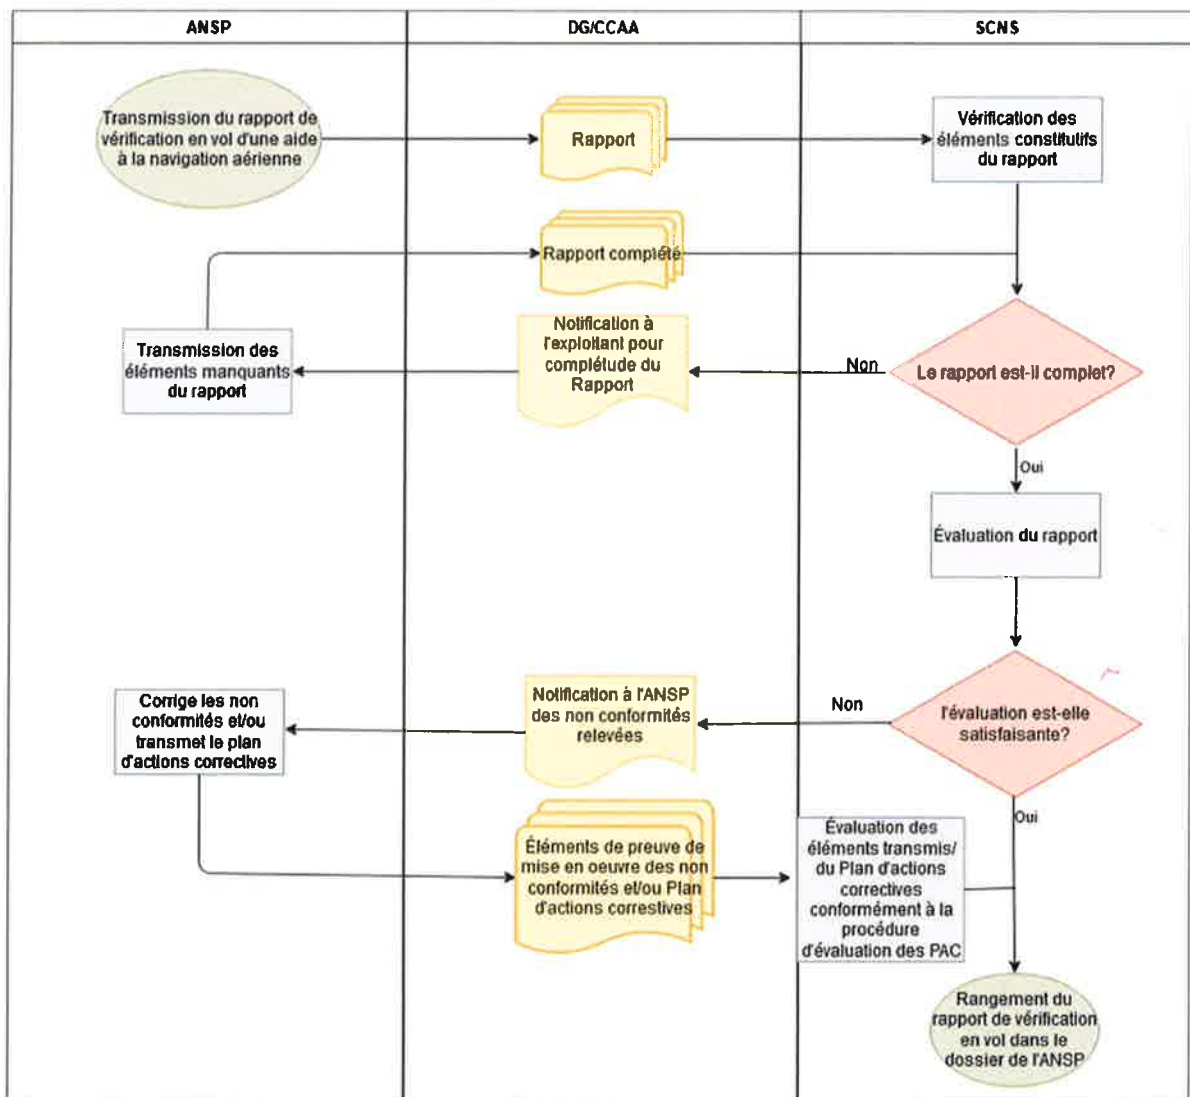 ANSP
DG/CCAA
SCNS
Transmission du rapport de
vérification en vol d'une aide
à la navigation aérienne
Rapport
Vérification des
éléments constitutifs
du rapport
Rapport complété
Transmission des
éléments manquants
du rapport
Notification à
l'exploitant pour
complétude du
Rapport
Non
Le rapport est-il complet?
Oui
Évaluation du rapport
Corrige les non
conformités et/ou
transmet le plan
d'actions correctives
Notification à l'ANSP
des non conformités
relevées
Non
l'évaluation est-elle
satisfaisante?
Oui
Éléments de preuve de
mise en oeuvre des non
conformités et/ou Plan
d'actions correstives
Évaluation des
éléments transmis/
du Plan d'actions
correctives
conformément à la
procédure
d'évaluation des PAC
Rangement du
rapport de vérification
en vol dans le
dossier de l'ANSP